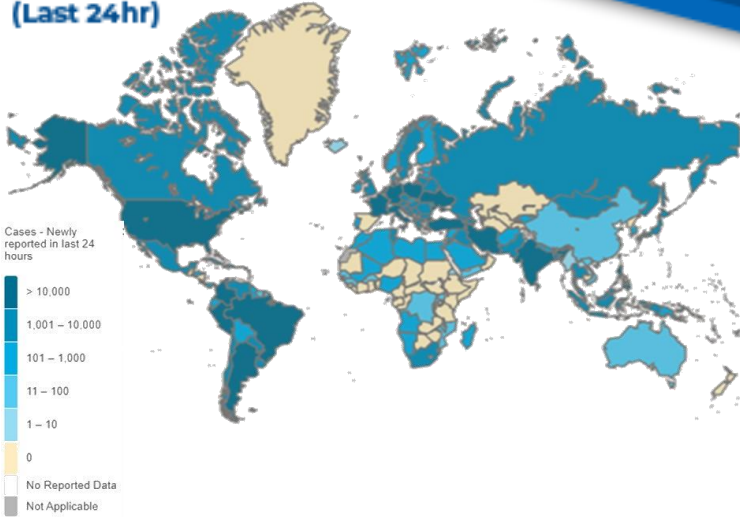 (Last 24hr)
Cases - Newly
reported in last 24
hours
> 10,000
1,001 – 10,000
101 – 1,000
11 – 100
1 – 10
0
No Reported Data
Not Applicable